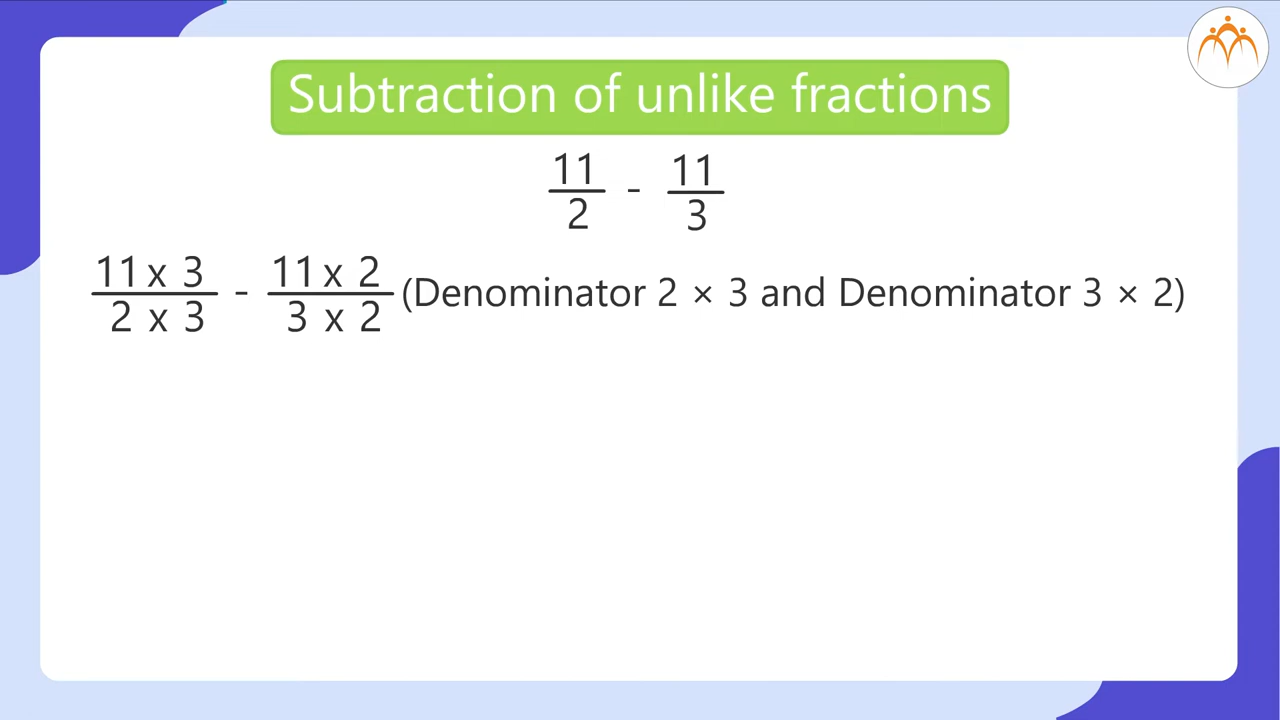 Subtraction of unlike fractions
11/2 - 11/3
11 x 3/2 x 3 - 11 x 2/3 x 2 (Denominator 2 × 3 and Denominator 3 × 2)